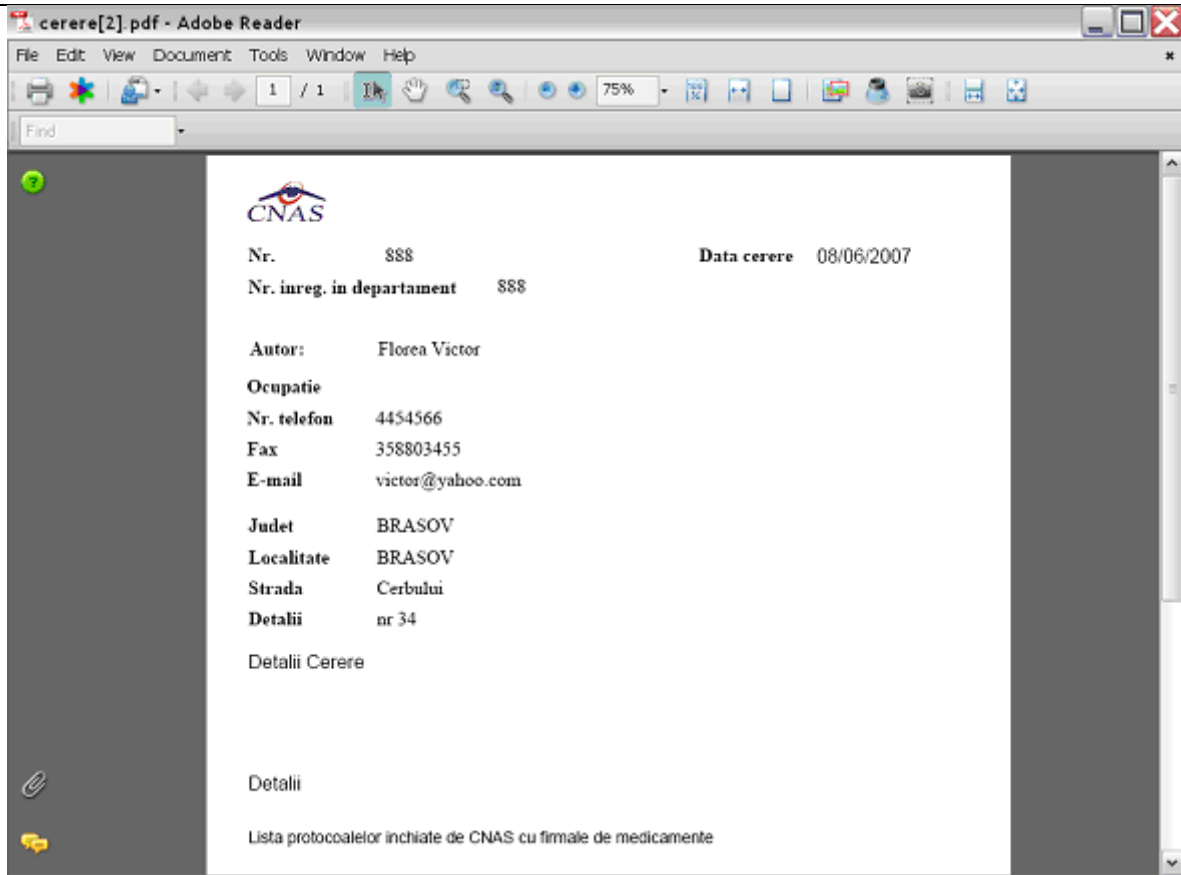 cerere[2].pdf - Adobe Reader
File Edit View Document Tools Window Help
1 / 1 75%
Find
CNAS
Nr. 888 Data cerere 08/06/2007
Nr. inreg. in departament 888
Autor: Florea Victor
Ocupatie
Nr. telefon 4454566
Fax 358803455
E-mail victor@yahoo.com
Judet BRASOV
Localitate BRASOV
Strada Cerbului
Detalii nr 34
Detalii Cerere
Detalii
Lista protocoalelor inchiate de CNAS cu firmale de medicamente